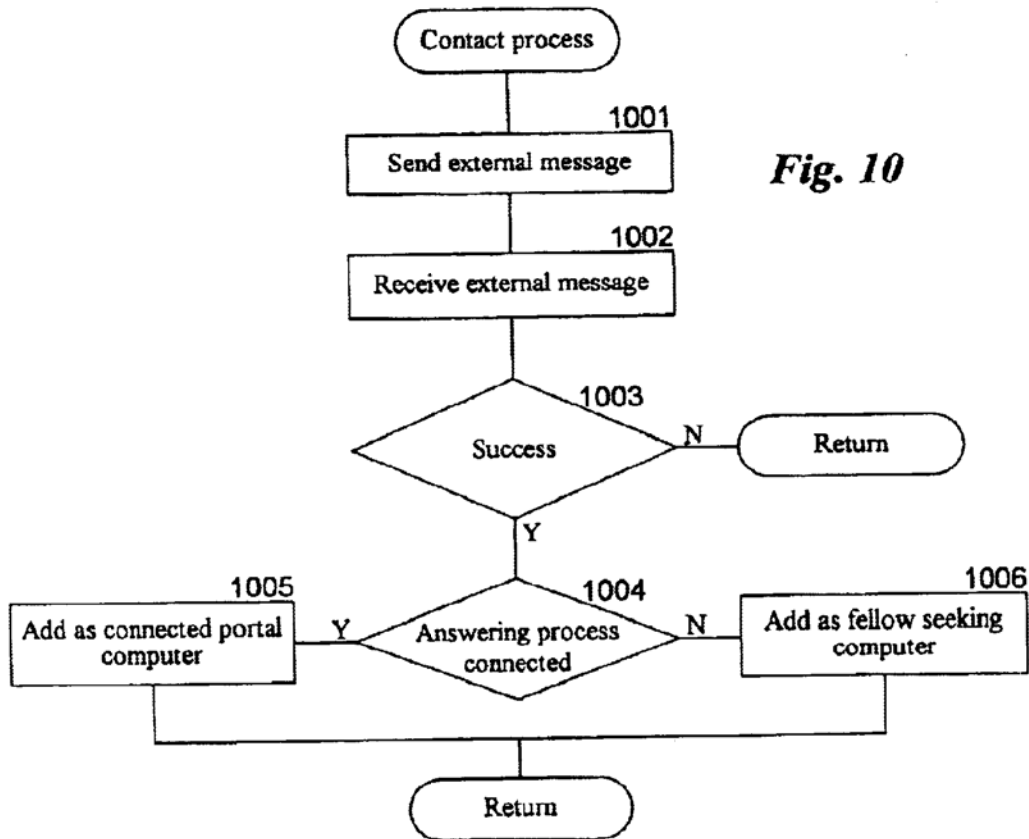 Contact process
1001
Send external message
Fig. 10
1002
Receive external message
1003
Success
N
Return
Y
1005
Add as connected portal
computer
Y
1004
Answering process
connected
N
1006
Add as fellow seeking
computer
Return